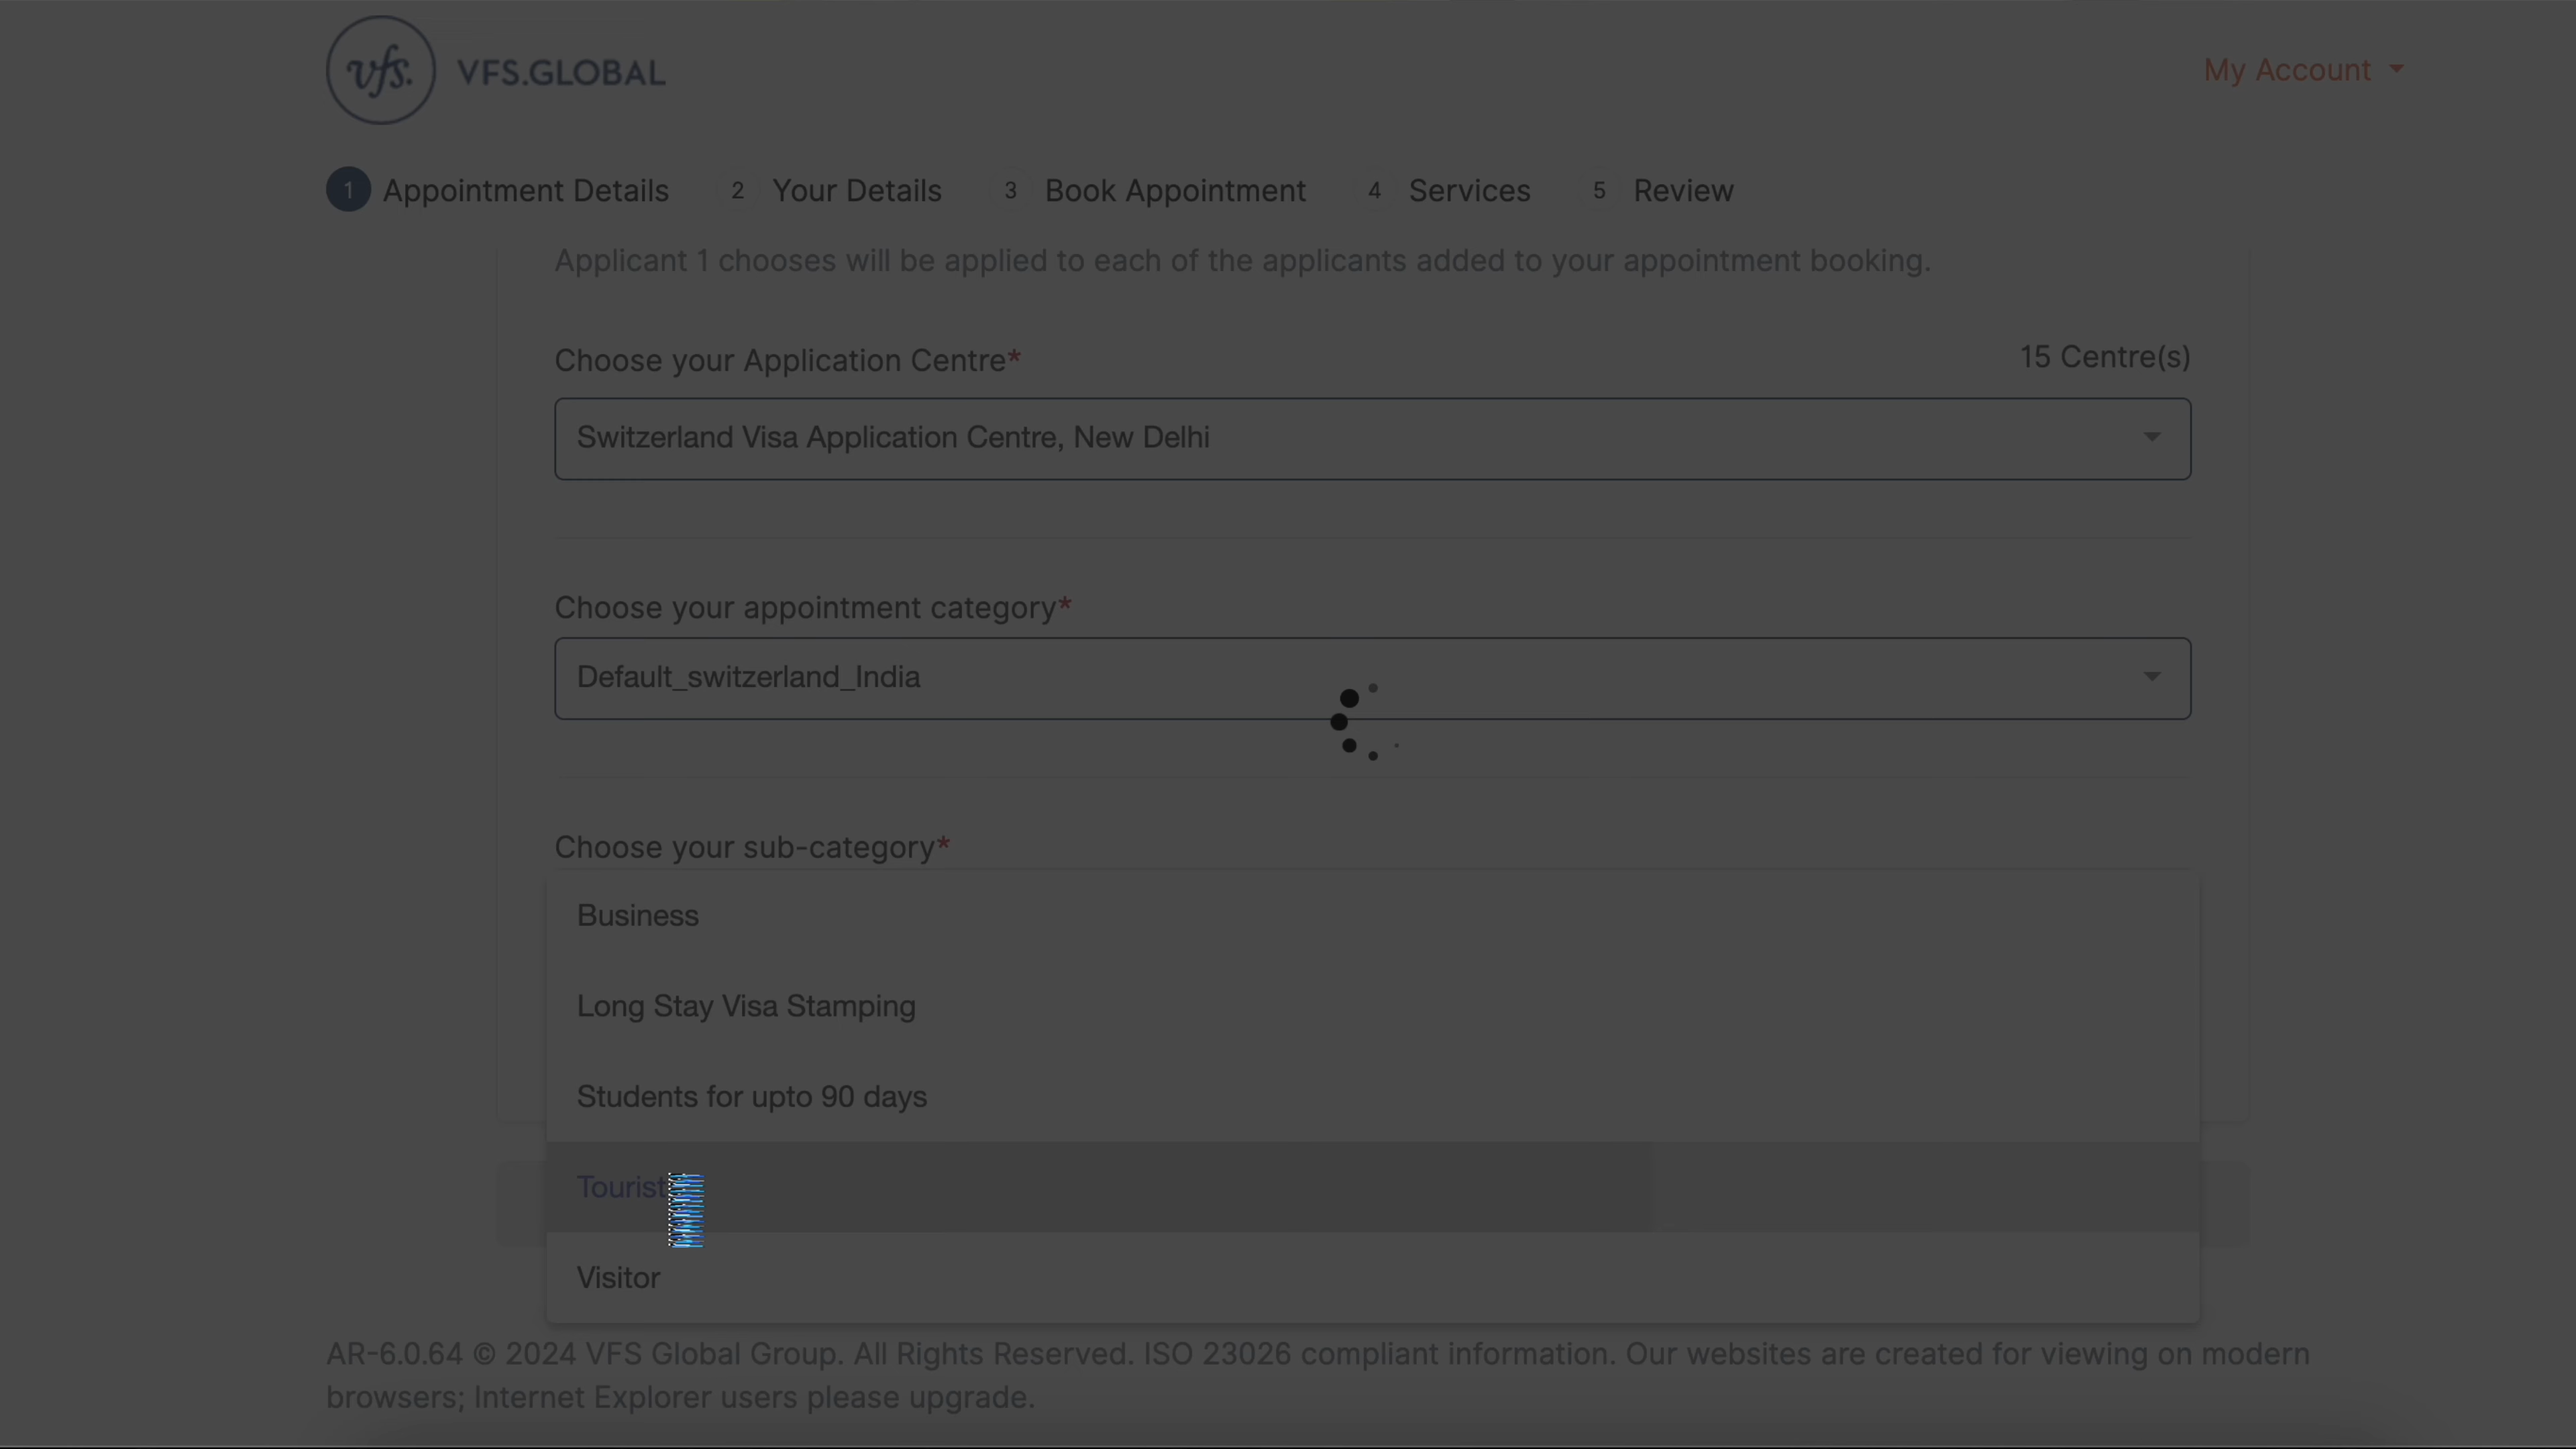 vfs. VFS.GLOBAL
My Account
1 Appointment Details 2 Your Details 3 Book Appointment 4 Services 5 Review
Applicant 1 chooses will be applied to each of the applicants added to your appointment booking.
Choose your Application Centre*
15 Centre(s)
Switzerland Visa Application Centre, New Delhi
Choose your appointment category*
Default_switzerland_India
Choose your sub-category*
Business
Long Stay Visa Stamping
Students for upto 90 days
Tourist
Visitor
AR-6.0.64 © 2024 VFS Global Group. All Rights Reserved. ISO 23026 compliant information. Our websites are created for viewing on modern
browsers; Internet Explorer users please upgrade.